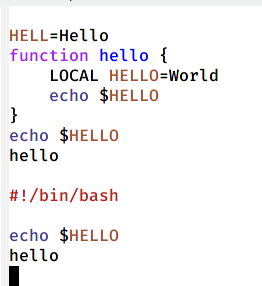 HELL=Hello
function hello {
LOCAL HELLO=World
echo $HELLO
}
echo $HELLO
hello
#!/bin/bash
echo $HELLO
hello